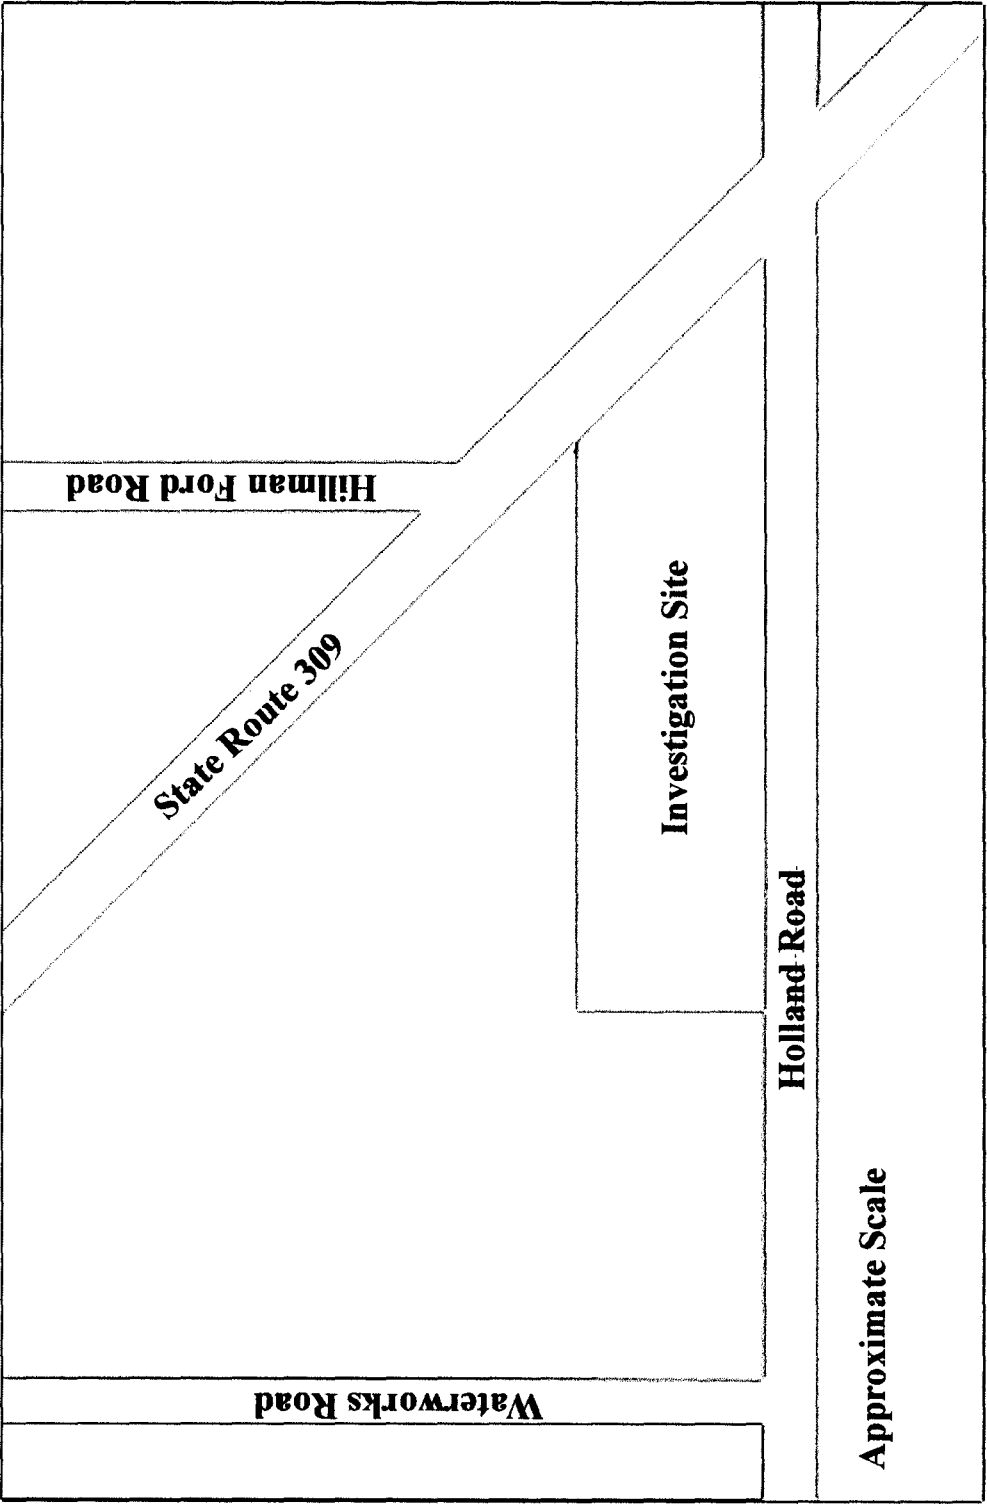 Hillman Ford Road
State Route 309
Investigation Site
Holland Road
Waterworks Road
Approximate Scale